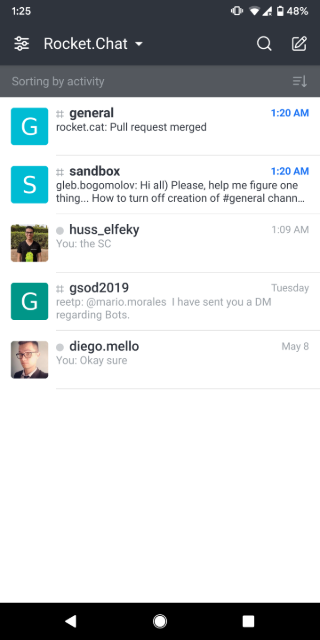 1:25
48%
Rocket.Chat
Sorting by activity
G
# general
1:20 AM
rocket.cat: Pull request merged
S
# sandbox
1:20 AM
gleb.bogomolov: Hi all) Please, help me figure one
thing... How to turn off creation of #general chann...
huss_elfeky
1:09 AM
You: the SC
G
# gsod2019
Tuesday
reetp: @mario.morales I have sent you a DM
regarding Bots.
diego.mello
May 8
You: Okay sure